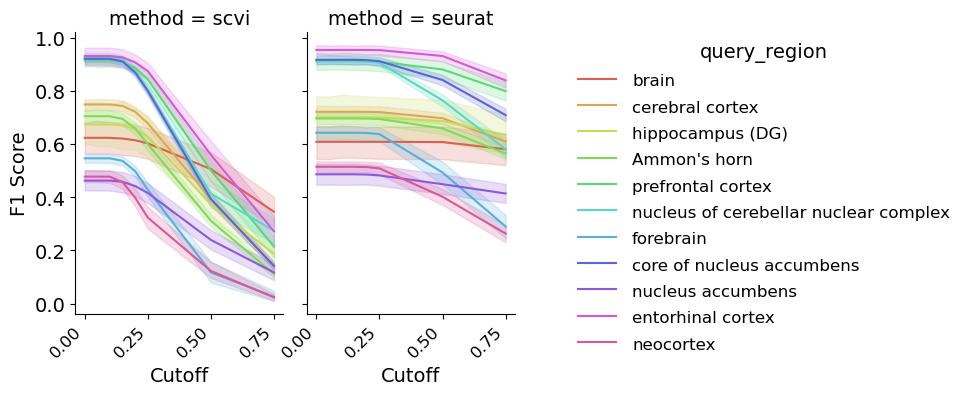 method = scvi
method = seurat
F1 Score
1.0
0.8
0.6
0.4
0.2
0.0
0.00
0.25
0.50
0.75
Cutoff
0.00
0.25
0.50
0.75
Cutoff
query_region
brain
cerebral cortex
hippocampus (DG)
Ammon's horn
prefrontal cortex
nucleus of cerebellar nuclear complex
forebrain
core of nucleus accumbens
nucleus accumbens
entorhinal cortex
neocortex